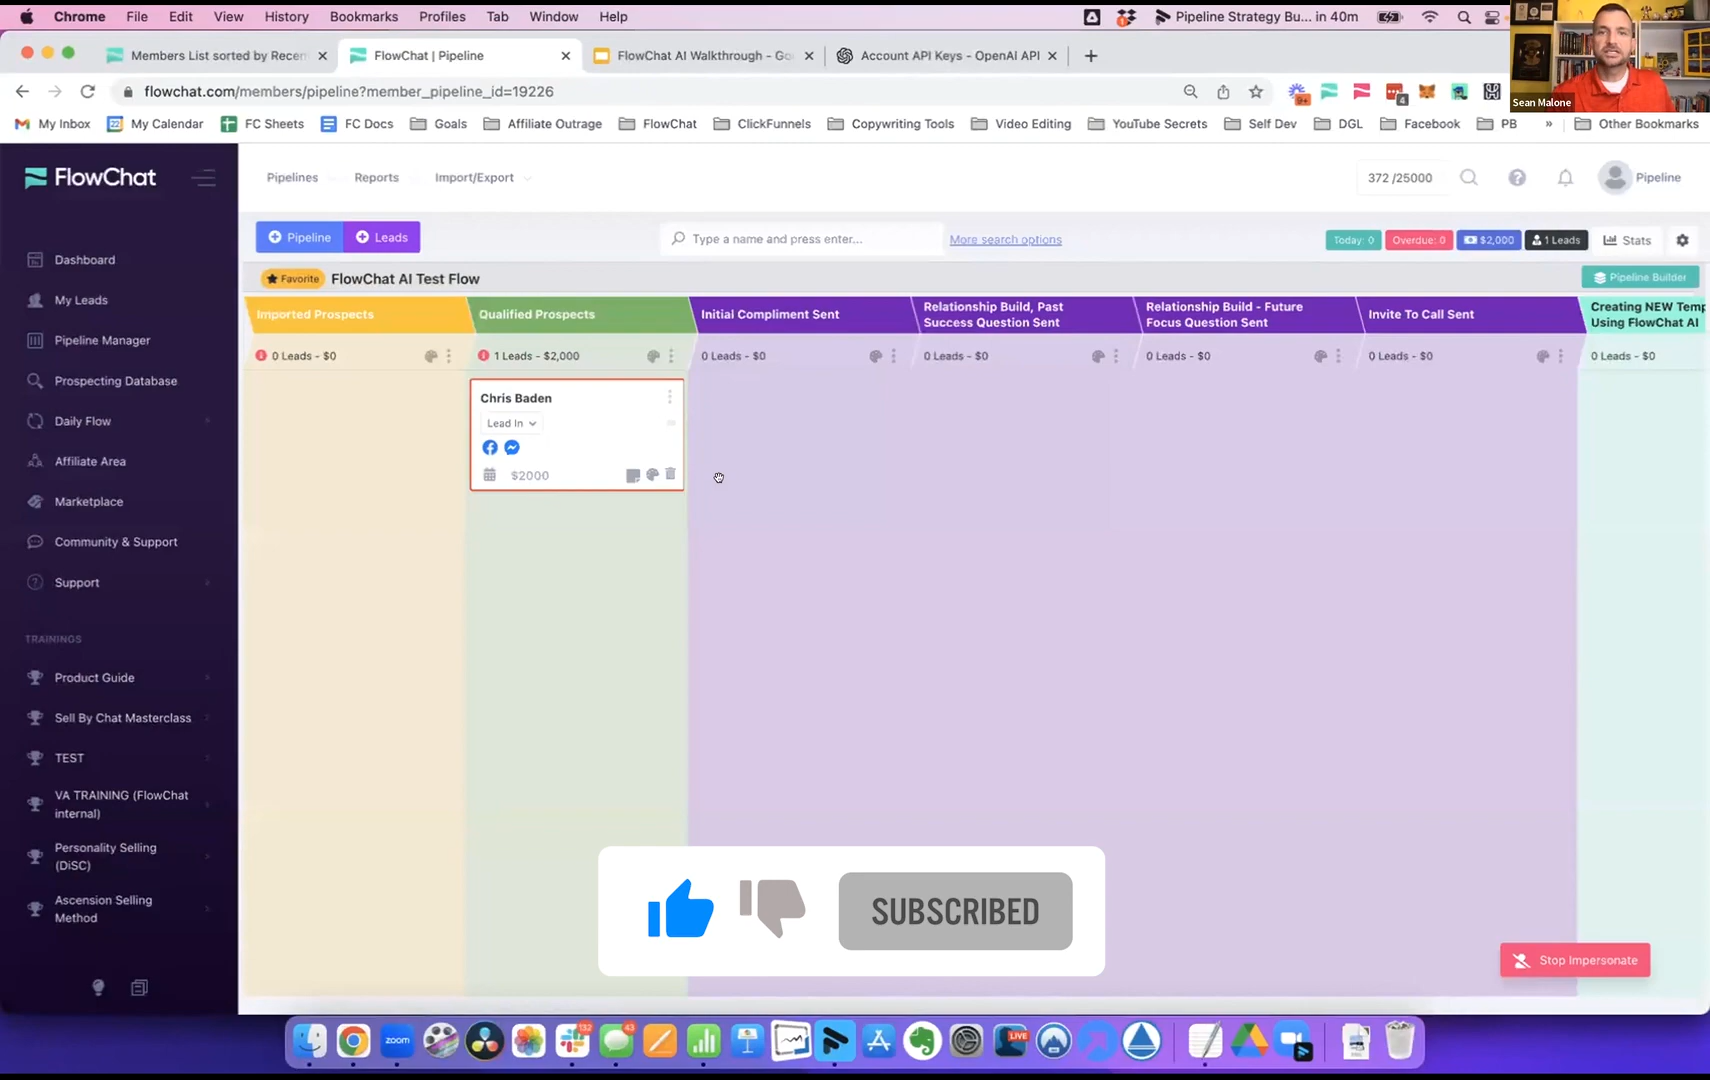 Chrome File Edit View History Bookmarks Profiles Tab Window Help
Pipeline Strategy Bu... in 40m
Members List sorted by Recen
FlowChat | Pipeline
FlowChat AI Walkthrough - Go
Account API Keys - OpenAI API
flowchat.com/members/pipeline?member_pipeline_id=19226
9+
4
Sean Malone
My Inbox
My Calendar
FC Sheets
FC Docs
Goals
Affiliate Outrage
FlowChat
ClickFunnels
Copywriting Tools
Video Editing
YouTube Secrets
Self Dev
DGL
Facebook
PB
»
Other Bookmarks
FlowChat
Pipelines
Reports
Import/Export
372 /25000
Pipeline
Pipeline
Leads
Type a name and press enter...
More search options
Today: 0
Overdue: 0
$2,000
1 Leads
Stats
Favorite
FlowChat AI Test Flow
Pipeline Builder
Imported Prospects
Qualified Prospects
Initial Compliment Sent
Relationship Build, Past
Success Question Sent
Relationship Build - Future
Focus Question Sent
Invite To Call Sent
Creating NEW Temp
Using FlowChat AI
0 Leads - $0
1 Leads - $2,000
0 Leads - $0
0 Leads - $0
0 Leads - $0
0 Leads - $0
0 Leads - $0
Chris Baden
Lead In
$2000
Dashboard
My Leads
Pipeline Manager
Prospecting Database
Daily Flow
Affiliate Area
Marketplace
Community & Support
Support
TRAININGS
Product Guide
Sell By Chat Masterclass
TEST
VA TRAINING (FlowChat
internal)
Personality Selling
(DiSC)
Ascension Selling
Method
SUBSCRIBED
Stop Impersonate
zoom
132
43
LIVE